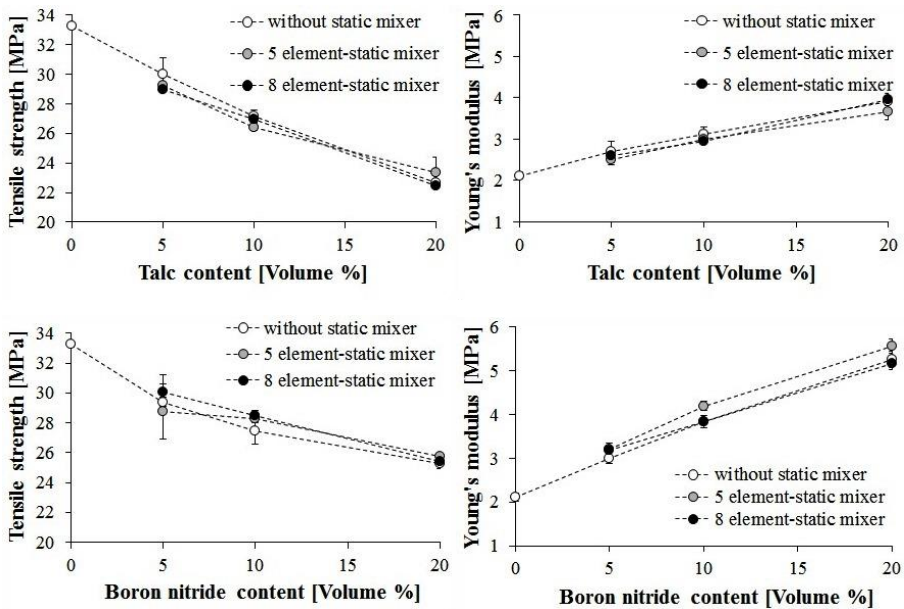 Tensile strength [MPa]
34
32
30
28
26
24
22
20
without static mixer
5 element-static mixer
8 element-static mixer
0
5
10
15
20
Talc content [Volume %]
Young's modulus [MPa]
6
5
4
3
2
1
without static mixer
5 element-static mixer
8 element-static mixer
0
5
10
15
20
Talc content [Volume %]
Tensile strength [MPa]
34
32
30
28
26
24
22
20
without static mixer
5 element-static mixer
8 element-static mixer
0
5
10
15
20
Boron nitride content [Volume %]
Young's modulus [MPa]
6
5
4
3
2
1
without static mixer
5 element-static mixer
8 element-static mixer
0
5
10
15
20
Boron nitride content [Volume %]